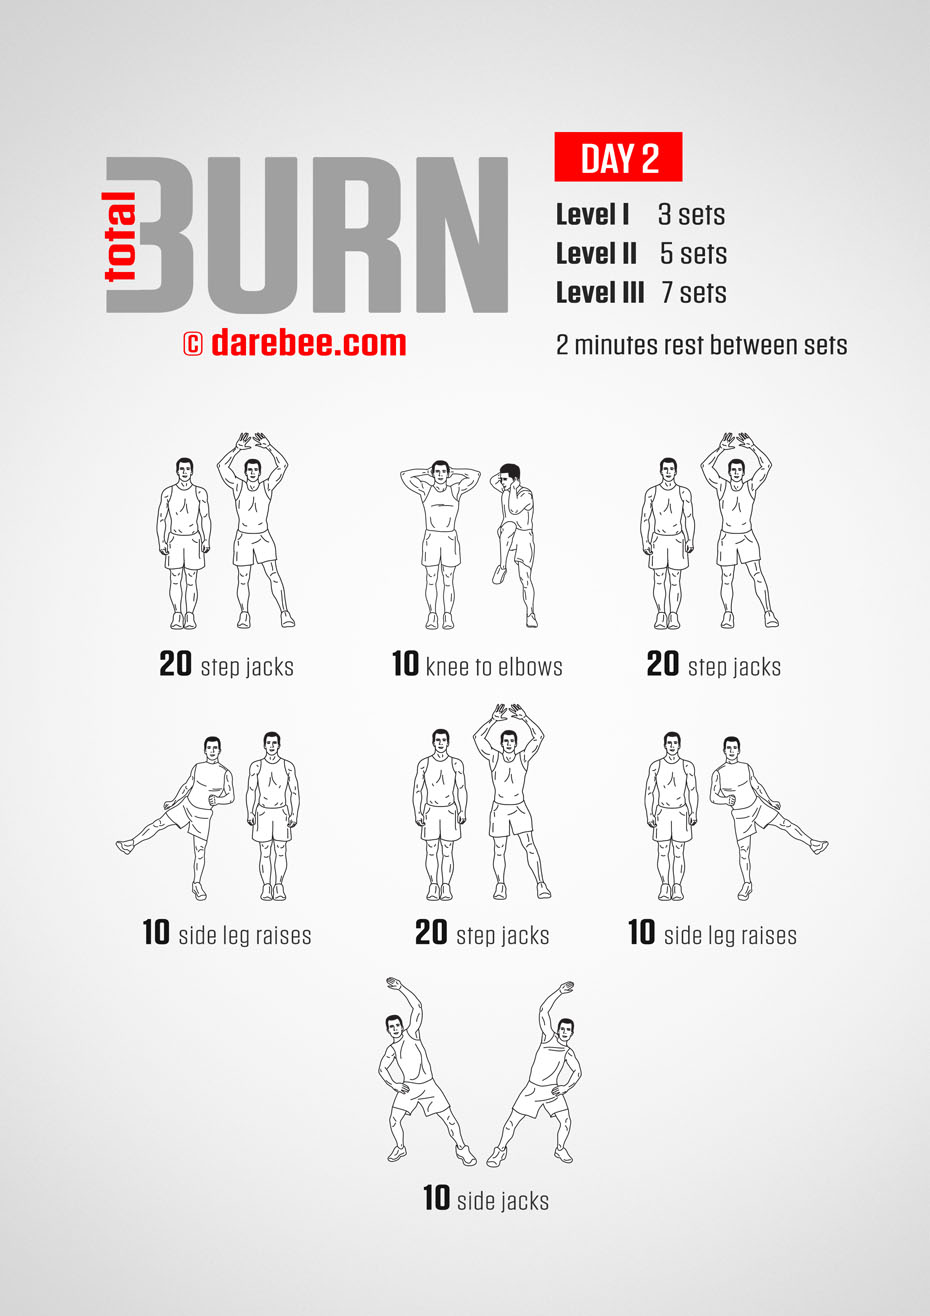 total
BURN
© darebee.com
DAY 2
Level I 3 sets
Level II 5 sets
Level III 7 sets
2 minutes rest between sets
20 step jacks
10 knee to elbows
20 step jacks
10 side leg raises
20 step jacks
10 side leg raises
10 side jacks